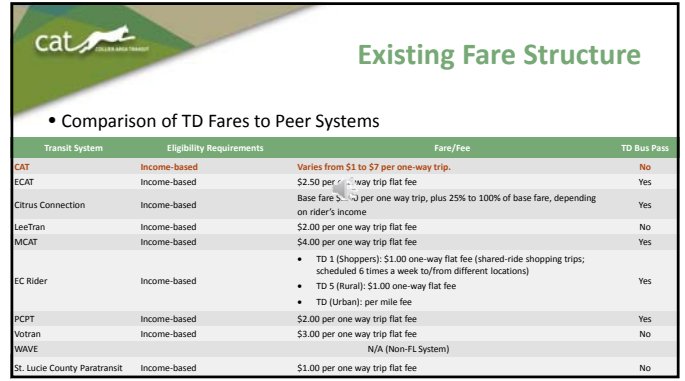 cat
COLLIER AREA TRANSIT
Existing Fare Structure
• Comparison of TD Fares to Peer Systems
Transit System Eligibility Requirements Fare/Fee TD Bus Pass
CAT Income-based Varies from $1 to $7 per one-way trip. No
ECAT Income-based $2.50 per way trip flat fee Yes
Citrus Connection Income-based Base fare per one way trip, plus 25% to 100% of base fare, depending
on rider's income Yes
LeeTran Income-based $2.00 per one way trip flat fee No
MCAT Income-based $4.00 per one way trip flat fee Yes
EC Rider Income-based • TD 1 (Shoppers): $1.00 one-way flat fee (shared-ride shopping trips;
scheduled 6 times a week to/from different locations)
• TD 5 (Rural): $1.00 one-way flat fee Yes
• TD (Urban): per mile fee
PCPT Income-based $2.00 per one way trip flat fee Yes
Votran Income-based $3.00 per one way trip flat fee No
WAVE N/A (Non-FL System)
St. Lucie County Paratransit Income-based $1.00 per one way trip flat fee No